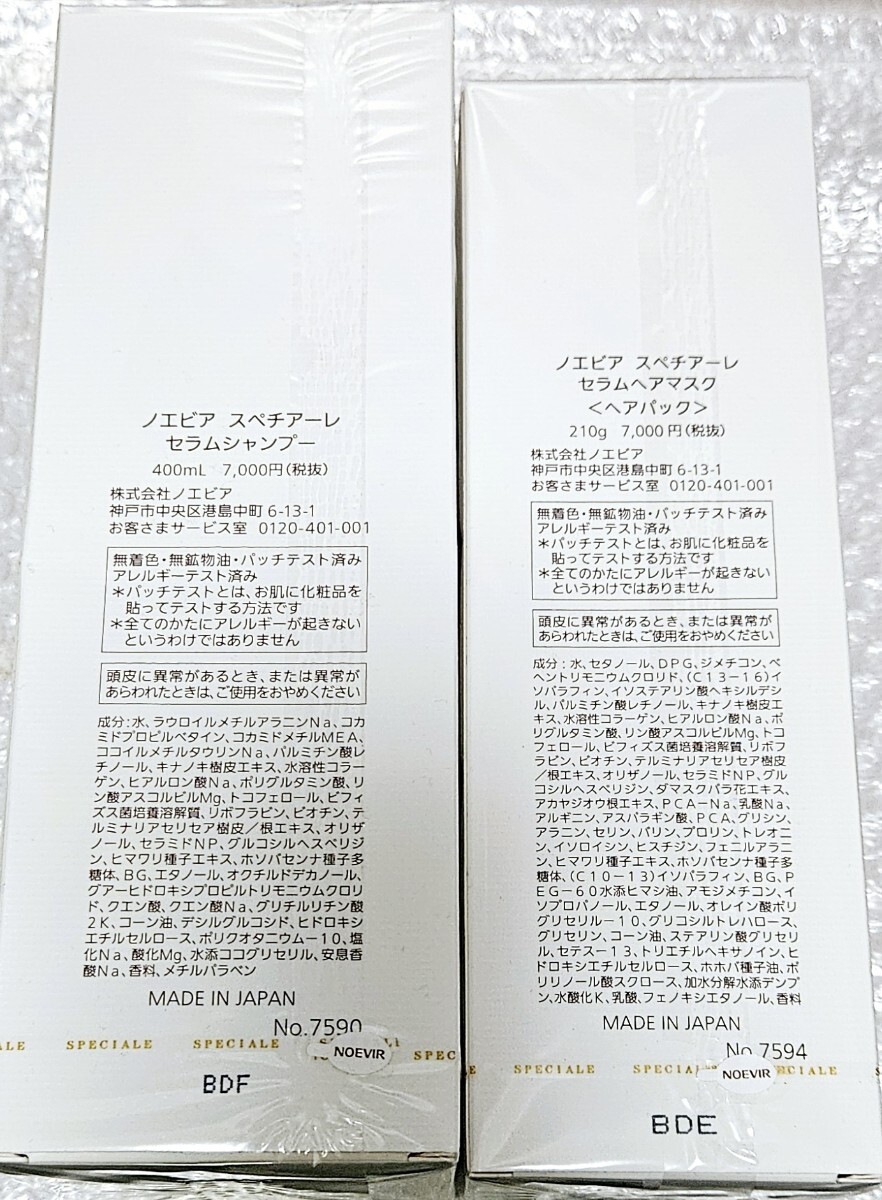 ノエビア スペチアーレ
セラムシャンプー
400mL 7,000円(税抜)
株式会社ノエビア
神戸市中央区港島中町 6-13-1
お客さまサービス室 0120-401-001
無着色・無鉱物油・パッチテスト済み
アレルギーテスト済み
＊パッチテストとは、お肌に化粧品を
貼ってテストする方法です
＊全てのかたにアレルギーが起きない
というわけではありません
頭皮に異常があるとき、または異常が
あらわれたときは、ご使用をおやめください
成分：水、ラウロイルメチルアラニンNa、コカ
ミドプロピルベタイン、コカミドメチルMEA、
ココイルメチルタウリンNa、パルミチン酸レ
チノール、キナノキ樹皮エキス、水溶性コラー
ゲン、ヒアルロン酸Na、ポリグルタミン酸、リ
ン酸アスコルビルMg、トコフェロール、ビフィ
ズス菌培養溶解質、リボフラビン、ビオチン、テ
ルミナリアセリセア樹皮／根エキス、オリザ
ノール、セラミドNP、グルコシルヘスペリジ
ン、ヒマワリ種子エキス、ホソバセンナ種子多
糖体、BG、エタノール、オクチルドデカノール、
グアーヒドロキシプロピルトリモニウムクロリ
ド、クエン酸、クエン酸Na、グリチルリチン酸
2K、コーン油、デシルグルコシド、ヒドロキシ
エチルセルロース、ポリクオタニウム－10、塩
化Na、酸化Mg、水添ココグリセリル、安息香
酸Na、香料、メチルパラベン
MADE IN JAPAN
No.7590
ALE SPECIALE SPECIALE SPECIALE SPEC
NOEVIR
BDF
ノエビア スペチアーレ
セラムヘアマスク
＜ヘアパック＞
210g 7,000円(税抜)
株式会社ノエビア
神戸市中央区港島中町 6-13-1
お客さまサービス室 0120-401-001
無着色・無鉱物油・パッチテスト済み
アレルギーテスト済み
＊パッチテストとは、お肌に化粧品を
貼ってテストする方法です
＊全てのかたにアレルギーが起きない
というわけではありません
頭皮に異常があるとき、または異常が
あらわれたときは、ご使用をおやめください
成分：水、セタノール、DPG、ジメチコン、ベ
ヘントリモニウムクロリド、(C13－16)イ
ソパラフィン、イソステアリン酸ヘキシルデシ
ル、パルミチン酸レチノール、キナノキ樹皮エ
キス、水溶性コラーゲン、ヒアルロン酸Na、ポ
リグルタミン酸、リン酸アスコルビルMg、トコ
フェロール、ビフィズス菌培養溶解質、リボフ
ラビン、ビオチン、テルミナリアセリセア樹皮
／根エキス、オリザノール、セラミドNP、グル
コシルヘスペリジン、ダマスクバラ花エキス、
アカヤジオウ根エキス、PCA－Na、乳酸Na、
アルギニン、アスパラギン酸、PCA、グリシン、
アラニン、セリン、バリン、プロリン、トレオニ
ン、イソロイシン、ヒスチジン、フェニルアラニ
ン、ヒマワリ種子エキス、ホソバセンナ種子多
糖体、(C10－13)イソパラフィン、BG、P
EG－60水添ヒマシ油、アモジメチコン、イ
ソプロパノール、エタノール、オレイン酸ポリ
グリセリル－10、グリコシルトレハロース、
グリセリン、コーン油、ステアリン酸グリセリ
ル、セテス－13、トリエチルヘキサノイン、ヒ
ドロキシエチルセルロース、ホホバ種子油、ポ
リリノール酸スクロース、加水分解水添デンプ
ン、水酸化K、乳酸、フェノキシエタノール、香料
MADE IN JAPAN
No.7594
SPECIALE SPECIAL CIALE
NOEVIR
BDE